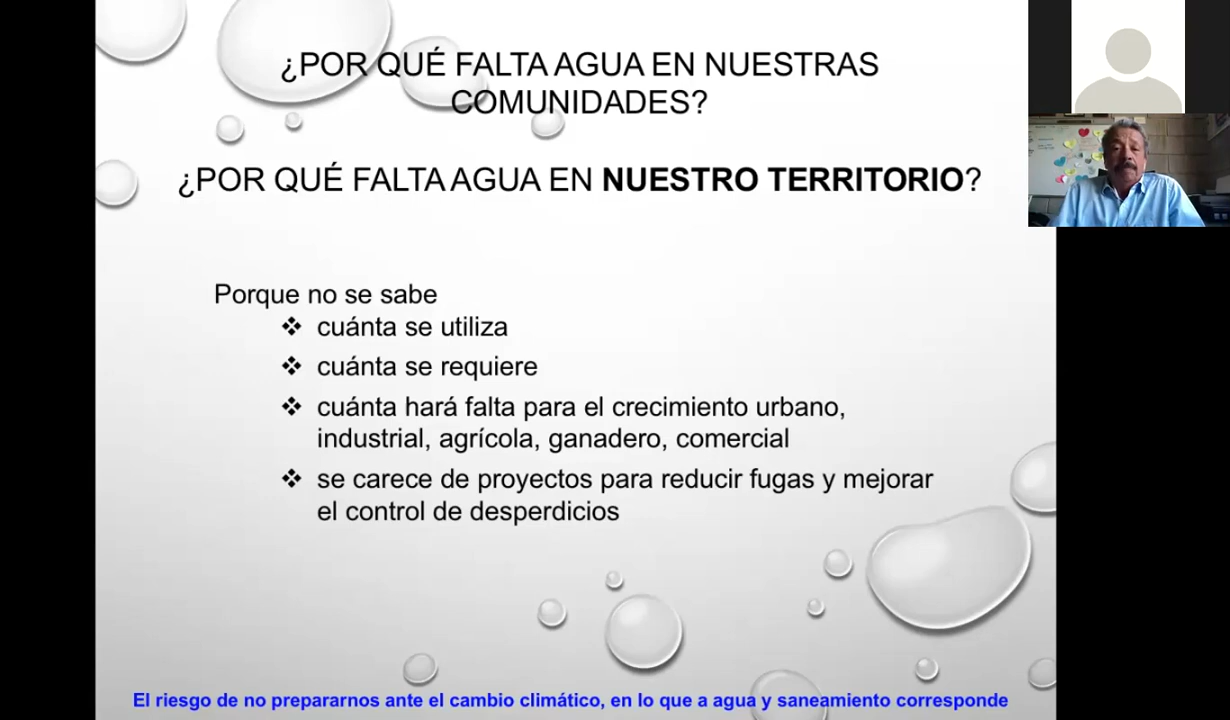 ¿POR QUÉ FALTA AGUA EN NUESTRAS
COMUNIDADES?
¿POR QUÉ FALTA AGUA EN NUESTRO TERRITORIO?
Porque no se sabe
❖ cuánta se utiliza
❖ cuánta se requiere
❖ cuánta hará falta para el crecimiento urbano,
industrial, agrícola, ganadero, comercial
❖ se carece de proyectos para reducir fugas y mejorar
el control de desperdicios
El riesgo de no prepararnos ante el cambio climático, en lo que a agua y saneamiento corresponde